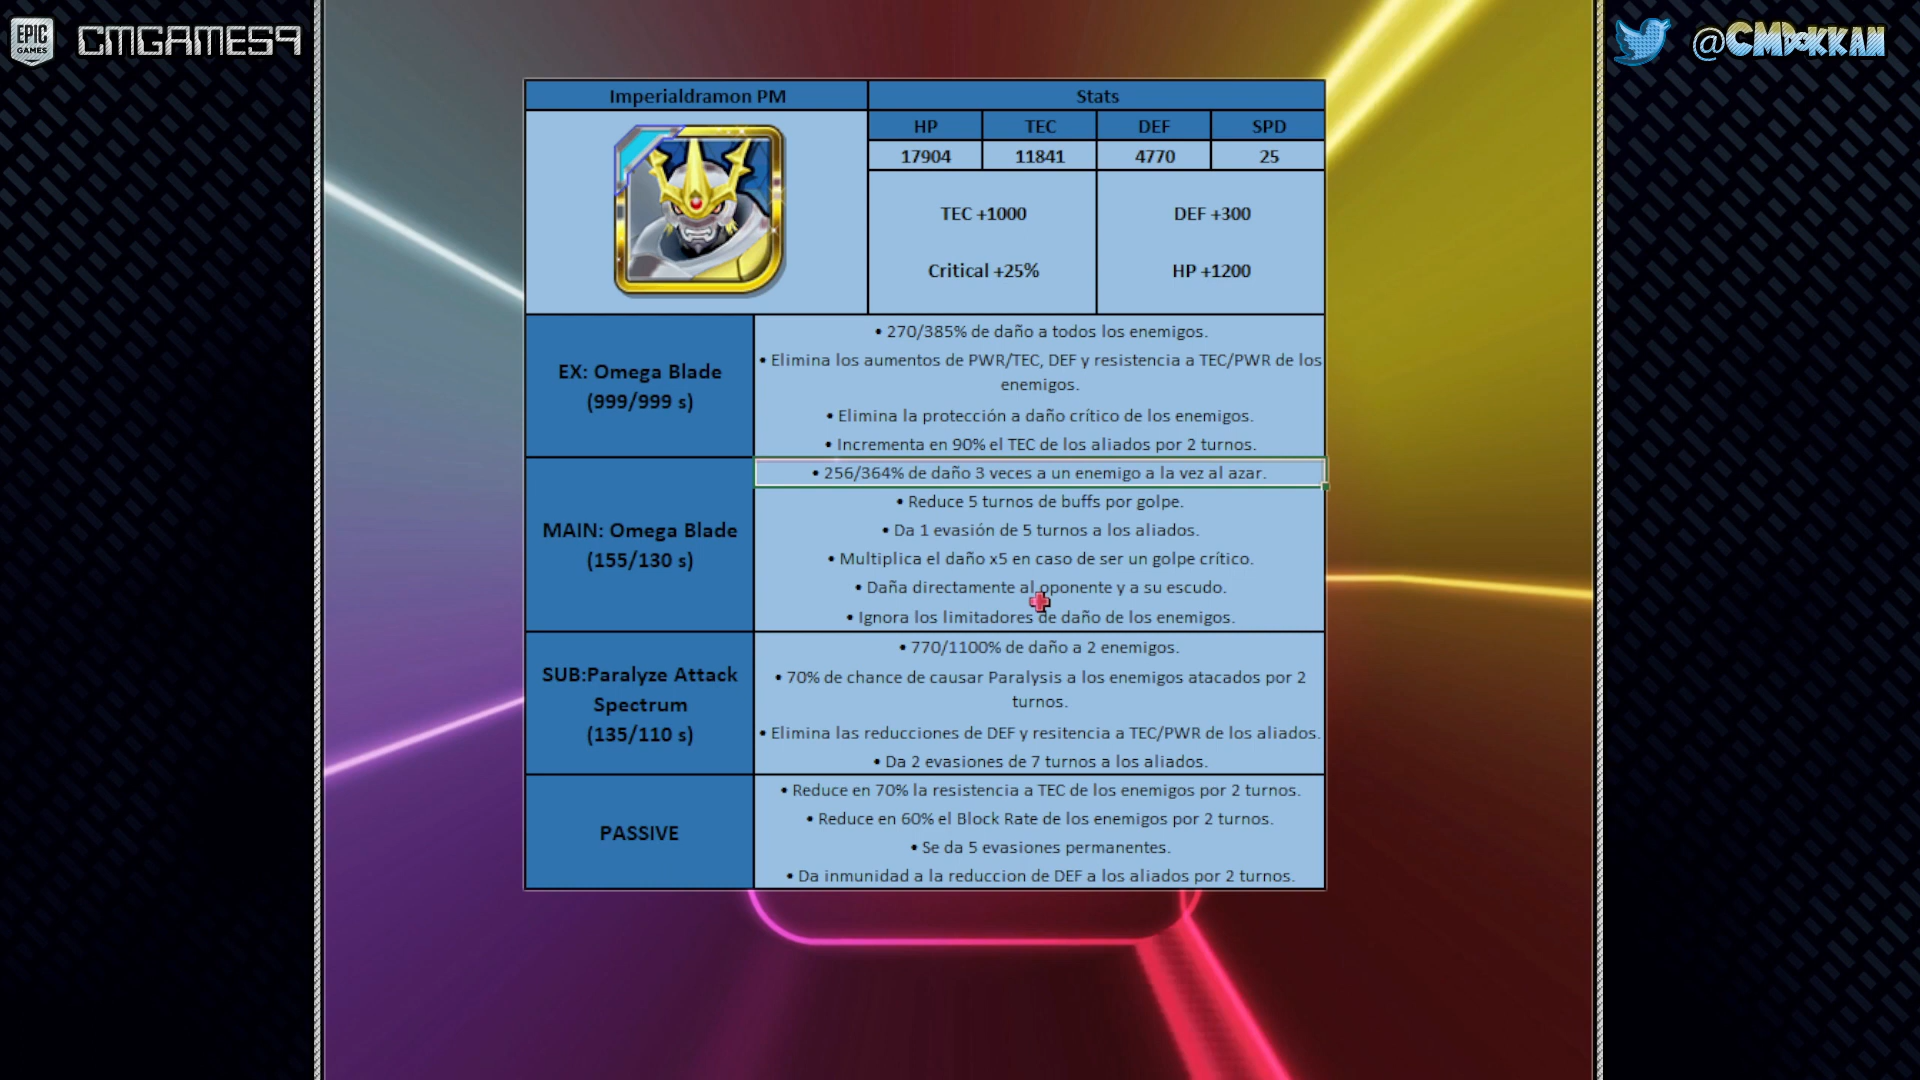 EPIC
GAMES
CMGAMES9
@CMDOKKAN
Imperialdramon PM
Stats
HP TEC DEF SPD
17904 11841 4770 25
TEC +1000 DEF +300
Critical +25% HP +1200
EX: Omega Blade
(999/999 s)
• 270/385% de daño a todos los enemigos.
• Elimina los aumentos de PWR/TEC, DEF y resistencia a TEC/PWR de los
enemigos.
• Elimina la protección a daño crítico de los enemigos.
• Incrementa en 90% el TEC de los aliados por 2 turnos.
MAIN: Omega Blade
(155/130 s)
• 256/364% de daño 3 veces a un enemigo a la vez al azar.
• Reduce 5 turnos de buffs por golpe.
• Da 1 evasión de 5 turnos a los aliados.
• Multiplica el daño x5 en caso de ser un golpe crítico.
• Daña directamente al oponente y a su escudo.
• Ignora los limitadores de daño de los enemigos.
SUB:Paralyze Attack
Spectrum
(135/110 s)
• 770/1100% de daño a 2 enemigos.
• 70% de chance de causar Paralysis a los enemigos atacados por 2
turnos.
• Elimina las reducciones de DEF y resitencia a TEC/PWR de los aliados.
• Da 2 evasiones de 7 turnos a los aliados.
PASSIVE
• Reduce en 70% la resistencia a TEC de los enemigos por 2 turnos.
• Reduce en 60% el Block Rate de los enemigos por 2 turnos.
• Se da 5 evasiones permanentes.
• Da inmunidad a la reduccion de DEF a los aliados por 2 turnos.